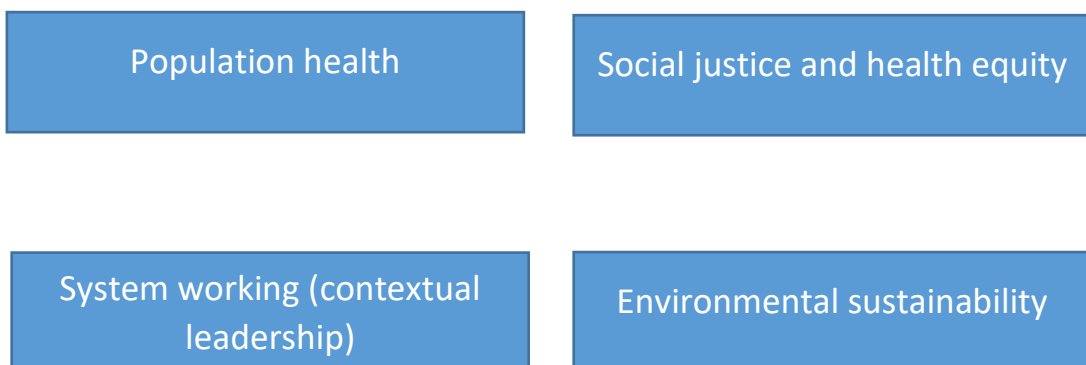 Population health
Social justice and health equity
System working (contextual
leadership)
Environmental sustainability